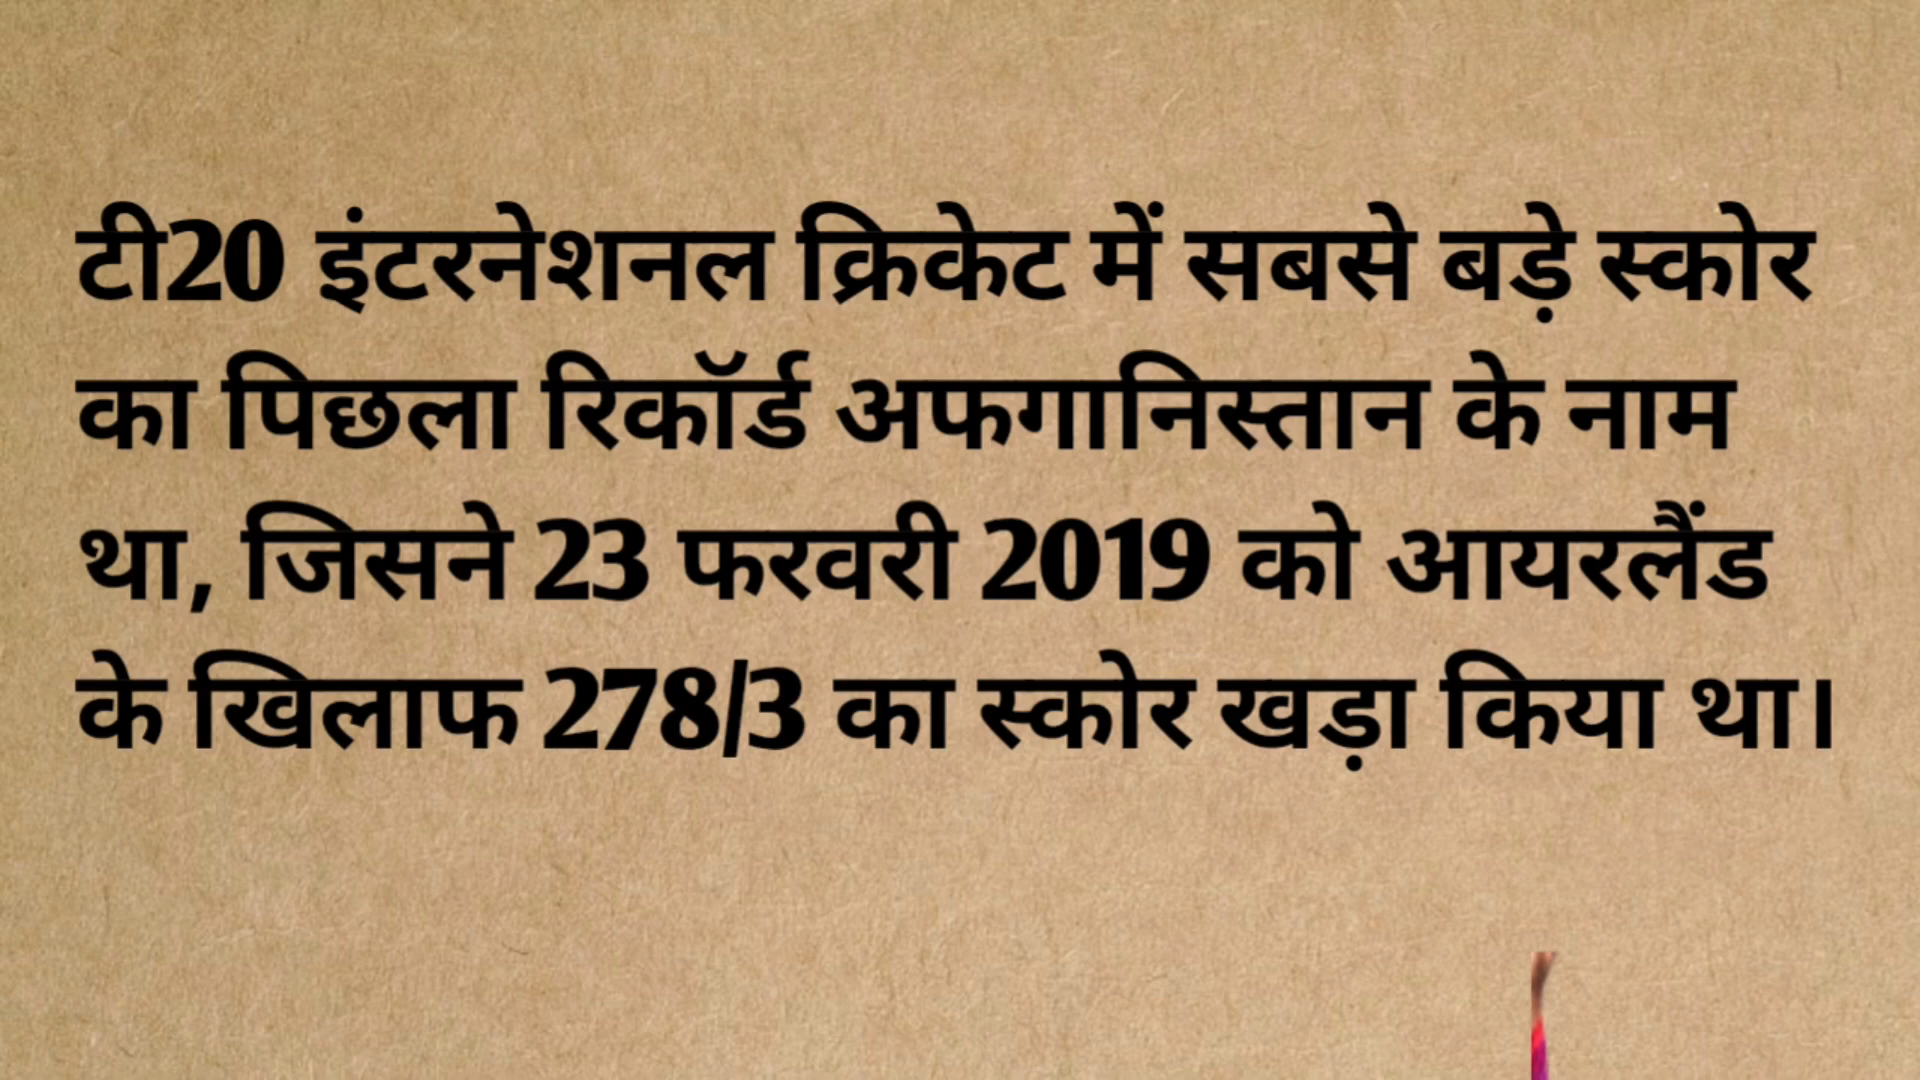 टी20 इंटरनेशनल क्रिकेट में सबसे बड़े स्कोर
का पिछला रिकॉर्ड अफगानिस्तान के नाम
था, जिसने 23 फरवरी 2019 को आयरलैंड
के खिलाफ 278/3 का स्कोर खड़ा किया था।